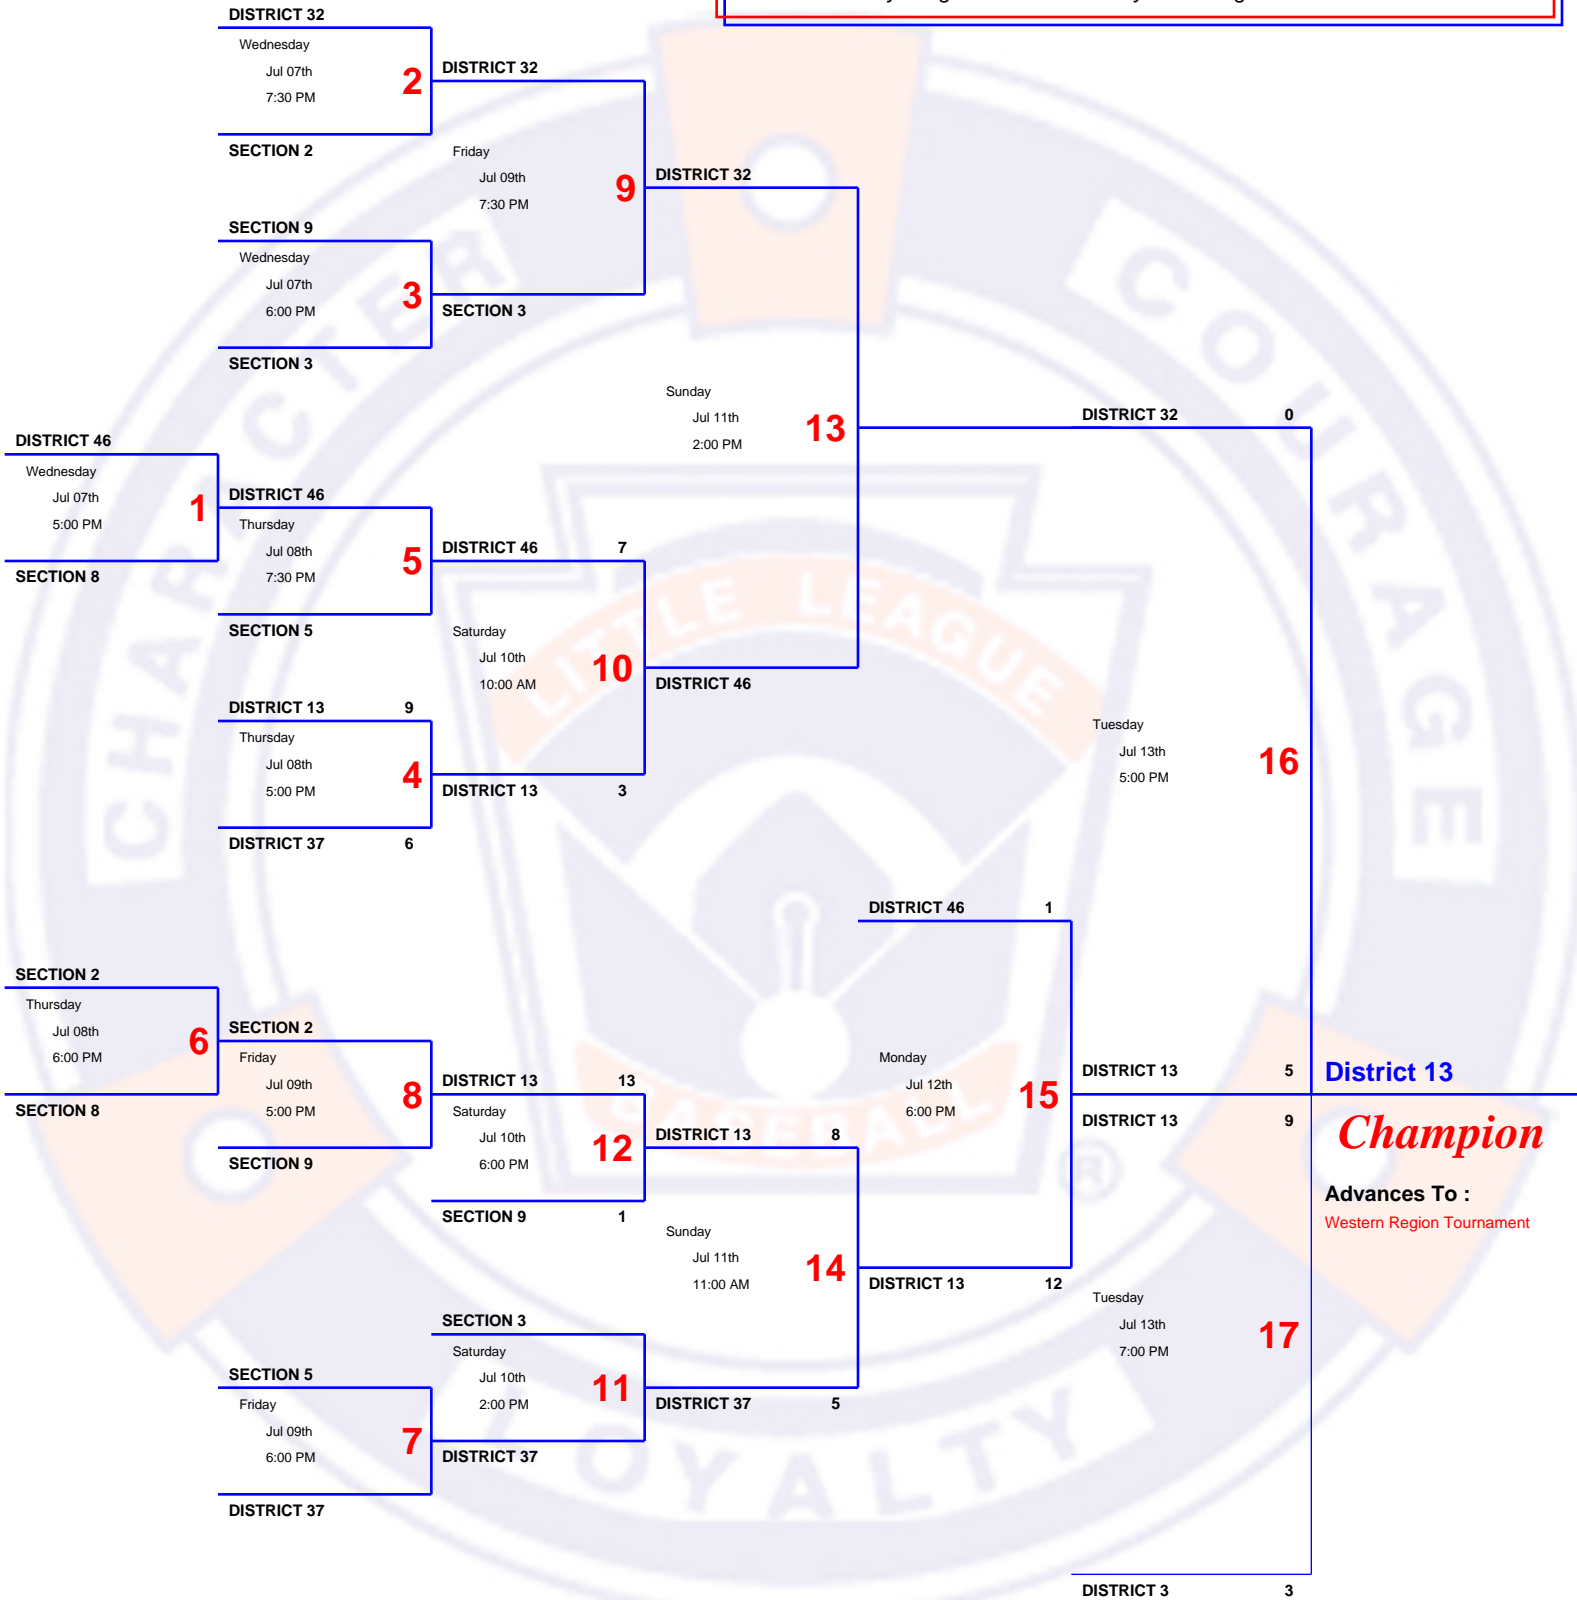 DISTRICT 32
Wednesday
Jul 07th
7:30 PM
2
SECTION 2
DISTRICT 32
Friday
Jul 09th
7:30 PM
9
SECTION 9
Wednesday
Jul 07th
6:00 PM
3
SECTION 3
SECTION 3
DISTRICT 32
Sunday
Jul 11th
2:00 PM
13
DISTRICT 32 0
DISTRICT 46
Wednesday
Jul 07th
5:00 PM
1
SECTION 8
DISTRICT 46
Thursday
Jul 08th
7:30 PM
5
SECTION 5
DISTRICT 46 7
Saturday
Jul 10th
10:00 AM
10
DISTRICT 46
DISTRICT 13 9
Thursday
Jul 08th
5:00 PM
4
DISTRICT 37 6
DISTRICT 13 3
Tuesday
Jul 13th
5:00 PM
16
DISTRICT 46 1
Monday
Jul 12th
6:00 PM
15
DISTRICT 13 12
SECTION 2
Thursday
Jul 08th
6:00 PM
6
SECTION 8
SECTION 2
Friday
Jul 09th
5:00 PM
8
SECTION 9
DISTRICT 13 13
Saturday
Jul 10th
6:00 PM
12
SECTION 9 1
DISTRICT 13 8
Sunday
Jul 11th
11:00 AM
14
DISTRICT 37 5
SECTION 3
Saturday
Jul 10th
2:00 PM
11
DISTRICT 37
SECTION 5
Friday
Jul 09th
6:00 PM
7
DISTRICT 37
DISTRICT 13 5
DISTRICT 13 9
District 13
Champion
Advances To :
Western Region Tournament
Tuesday
Jul 13th
7:00 PM
17
DISTRICT 3 3
CHARACTER
COURAGE
LOYALTY
LITTLE LEAGUE
BASEBALL
®